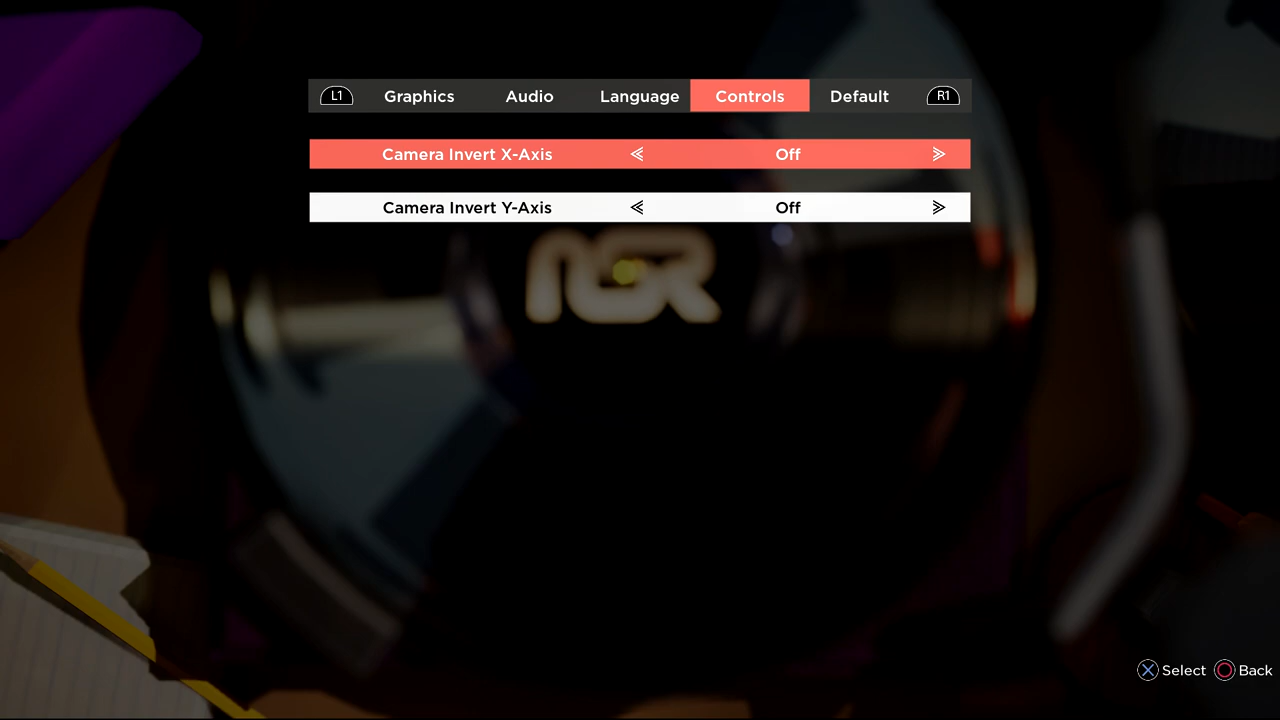 L1 Graphics Audio Language Controls Default R1
Camera Invert X-Axis Off
Camera Invert Y-Axis Off
Select Back